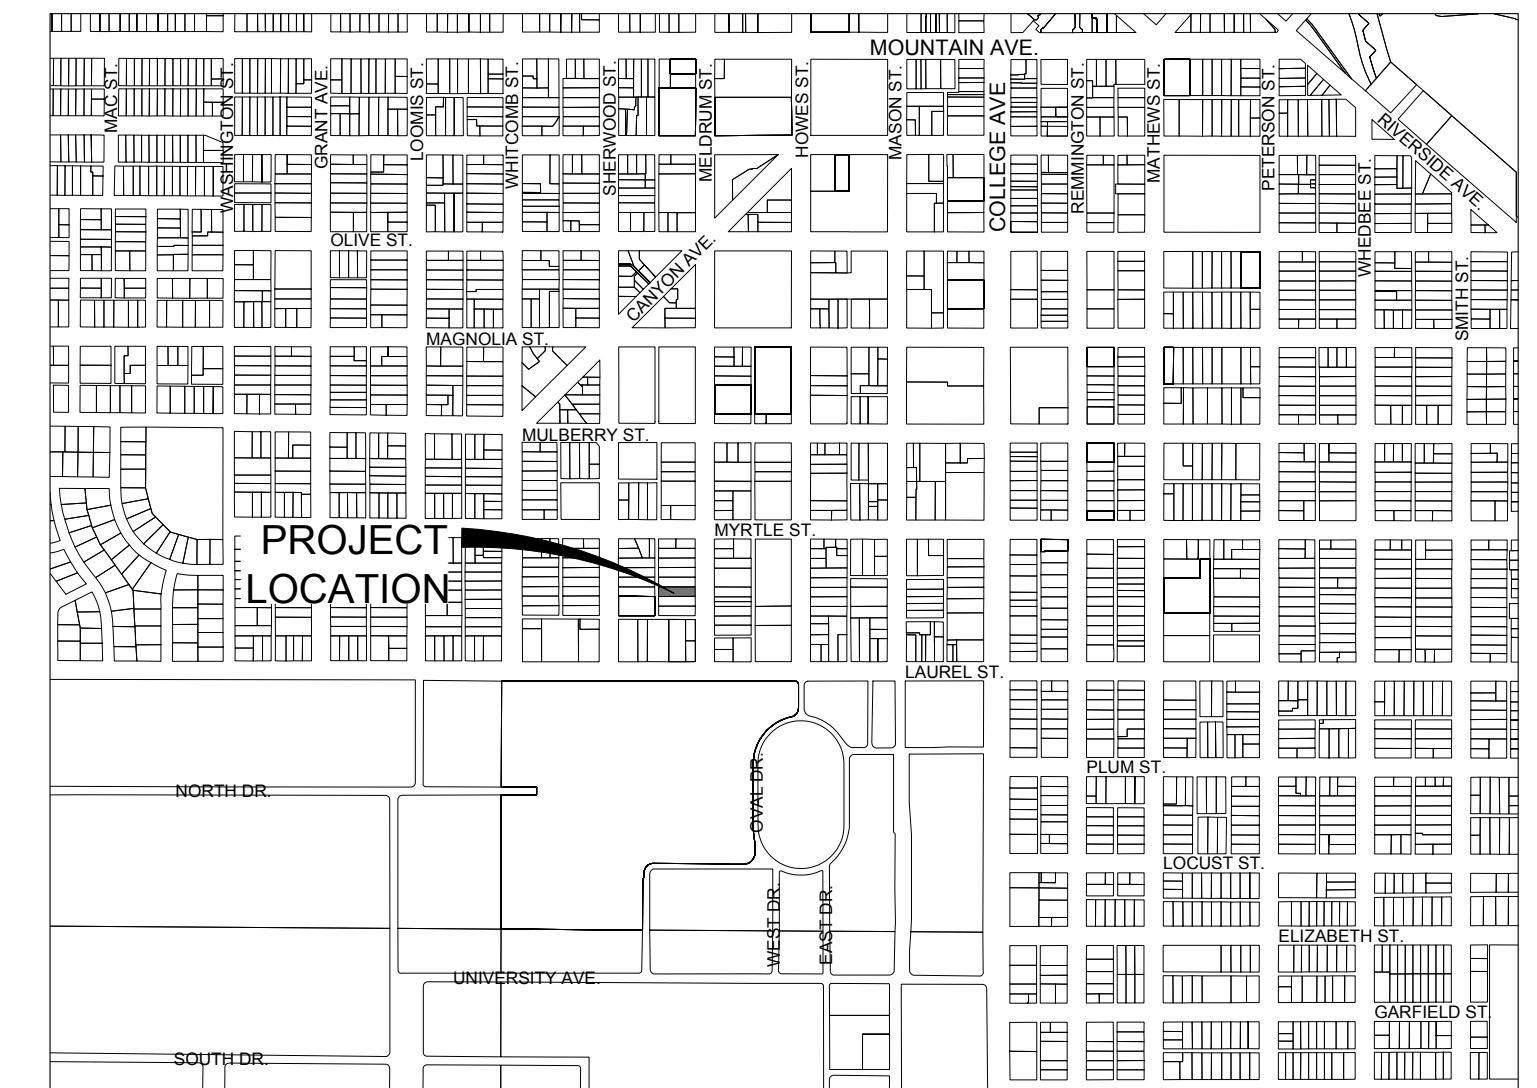 MOUNTAIN AVE.
MAC ST.
WASHINGTON ST.
GRANT AVE.
LOOMIS ST.
WHITCOMB ST.
SHERWOOD ST.
MELDRUM ST.
HOWES ST.
MASON ST.
COLLEGE AVE
REMMINGTON ST.
MATHEWS ST.
PETERSON ST.
RIVERSIDE AVE.
WHEDBEE ST.
SMITH ST.
OLIVE ST.
CANYON AVE.
MAGNOLIA ST.
MULBERRY ST.
MYRTLE ST.
PROJECT
LOCATION
LAUREL ST.
PLUM ST.
NORTH DR.
OVAL DR.
LOCUST ST.
WEST DR.
EAST DR.
ELIZABETH ST.
UNIVERSITY AVE.
GARFIELD ST.
SOUTH DR.